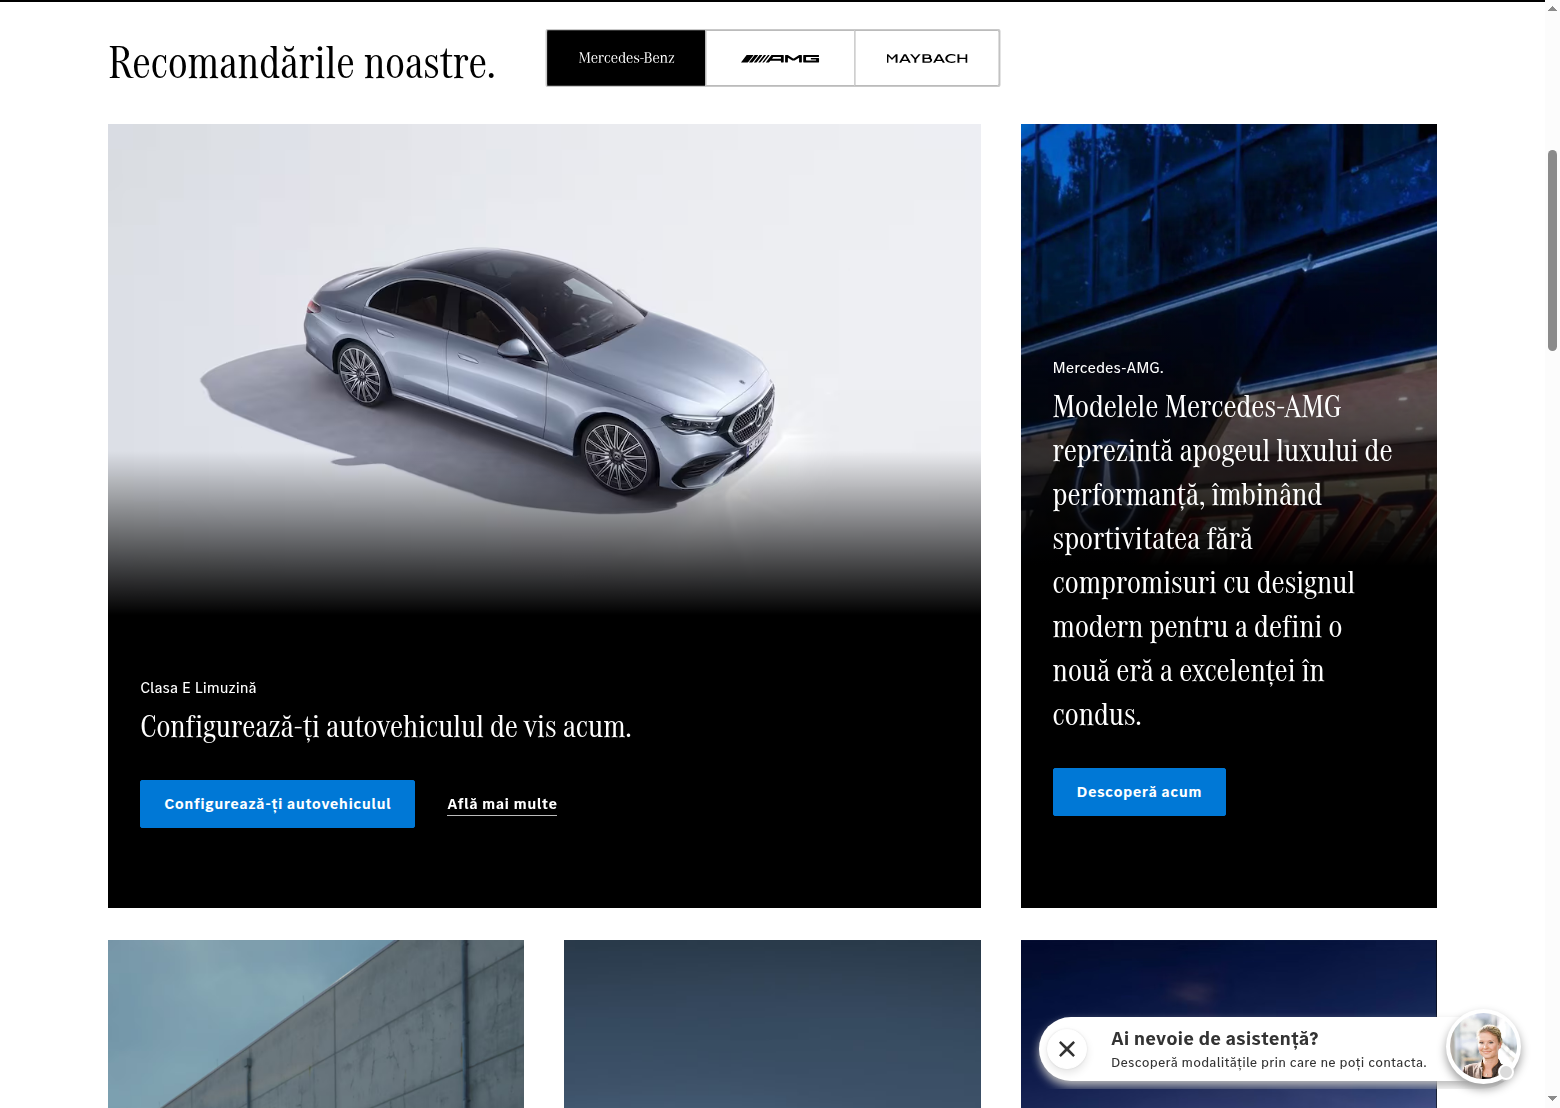 Recomandările noastre.
Mercedes-Benz
AMG
MAYBACH
Clasa E Limuzină
Configurează-ți autovehiculul de vis acum.
Configurează-ți autovehiculul
Află mai multe
Mercedes-AMG.
Modelele Mercedes-AMG
reprezintă apogeul luxului de
performanță, îmbinând
sportivitatea fără
compromisuri cu designul
modern pentru a defini o
nouă eră a excelenței în
condus.
Descoperă acum
Ai nevoie de asistență?
Descoperă modalitățile prin care ne poți contacta.